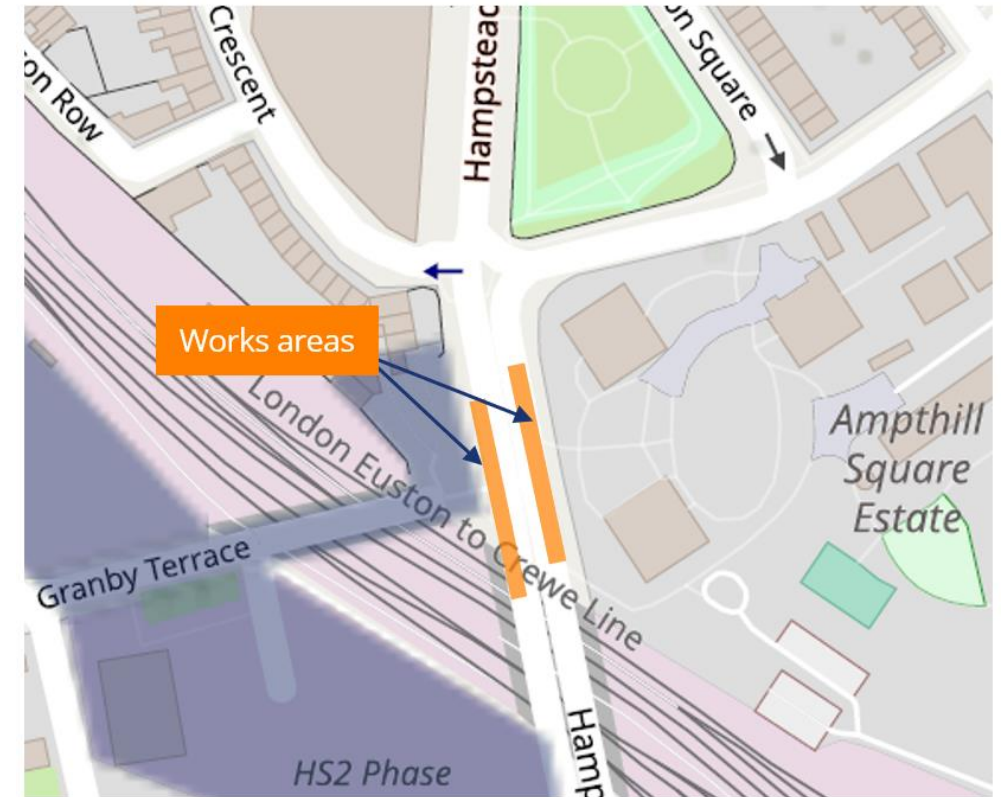 Crescent
on Row
Hampsteac
on Square
Works areas
London Euston to Crewe Line
Ampthill
Square
Estate
Granby Terrace
Hamp
HS2 Phase